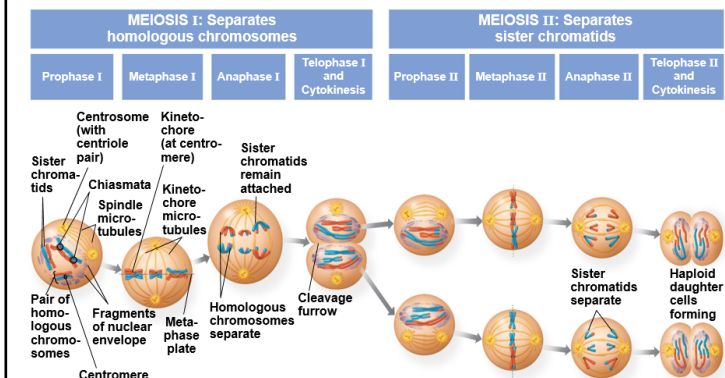 MEIOSIS I: Separates
homologous chromosomes
MEIOSIS II: Separates
sister chromatids
Prophase I
Metaphase I
Anaphase I
Telophase I
and
Cytokinesis
Prophase II
Metaphase II
Anaphase II
Telophase II
and
Cytokinesis
Centrosome
(with
centriole
pair)
Kineto-
chore
(at centro-
mere)
Sister
chroma-
tids
Chiasmata
Spindle
micro-
tubules
Kineto-
chore
micro-
tubules
Sister
chromatids
remain
attached
Pair of
homo-
logous
chromo-
somes
Fragments
of nuclear
envelope
Centromere
Meta-
phase
plate
Homologous
chromosomes
separate
Cleavage
furrow
Sister
chromatids
separate
Haploid
daughter
cells
forming